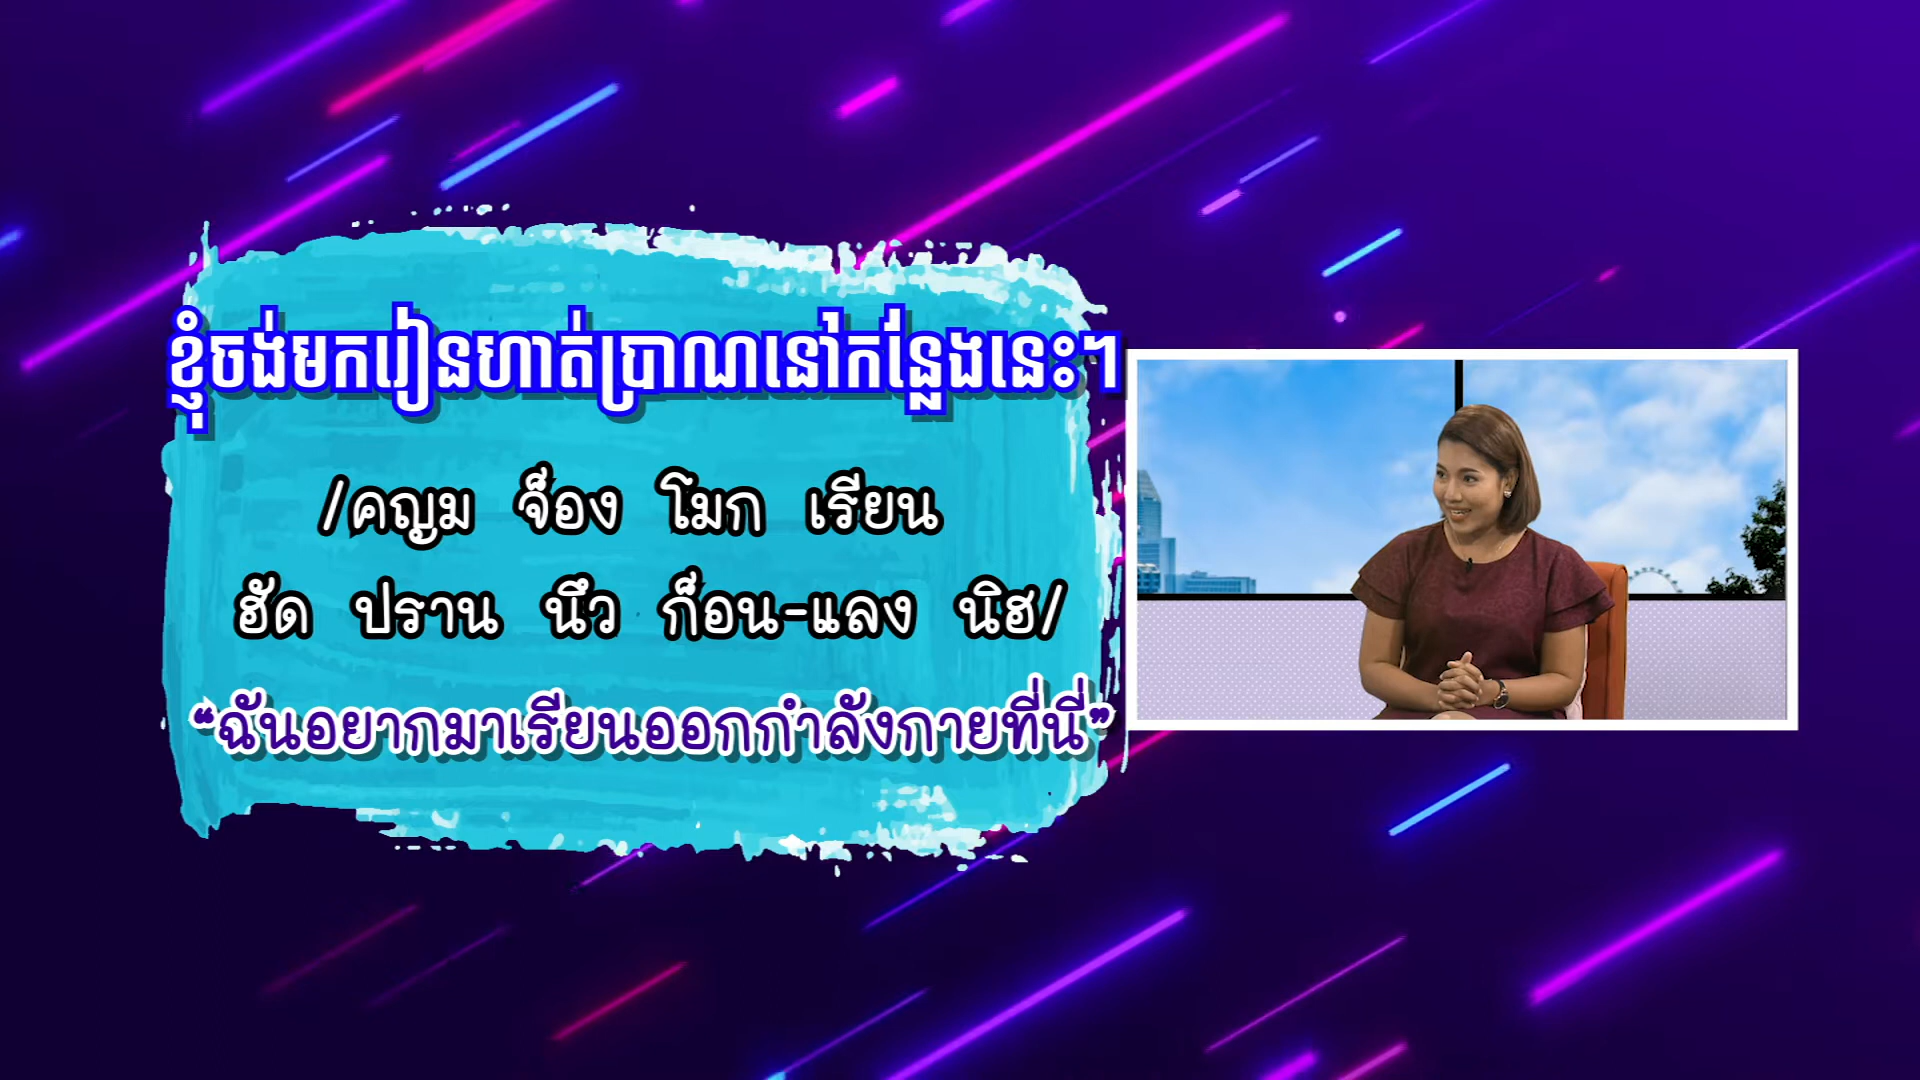 ខ្ញុំចង់មករៀនហាត់ប្រាណនៅកន្លែងនេះៗ
/คญม จ็อง โมก เรียน
ฮัด ปราน นึว ก็อน-แลง นิฮ/
“ฉันอยากมาเรียนออกกำลังกายที่นี่”